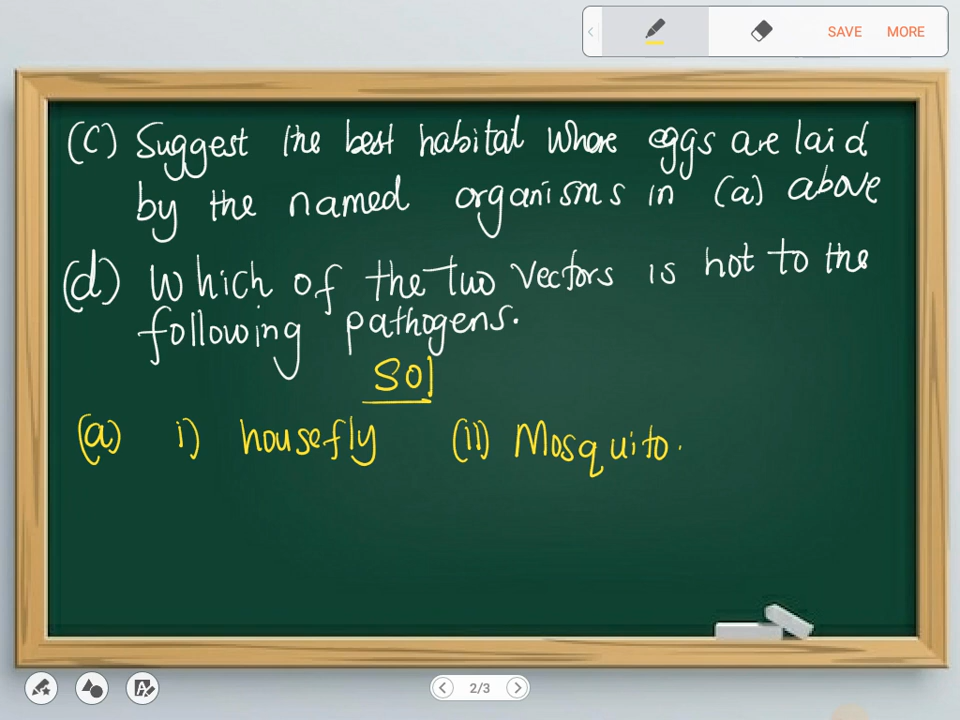 SAVE MORE
(c) Suggest the best habitat where eggs are laid
by the named organisms in (a) above
(d) Which of the two vectors is hot to the
following pathogens.
Sol
(a) i) housefly (ii) Mosquito.
2/3